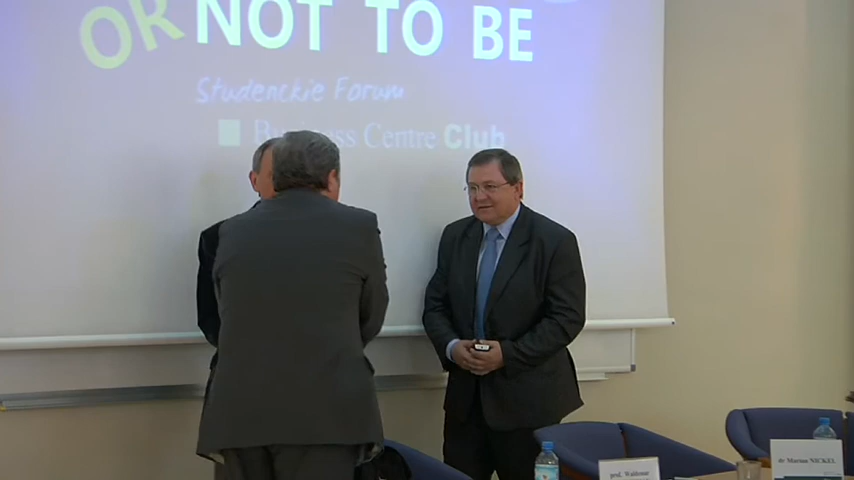 OR NOT TO BE
Studenckie Forum
Business Centre Club
prof. Waldemar
dr Marian NICKEL